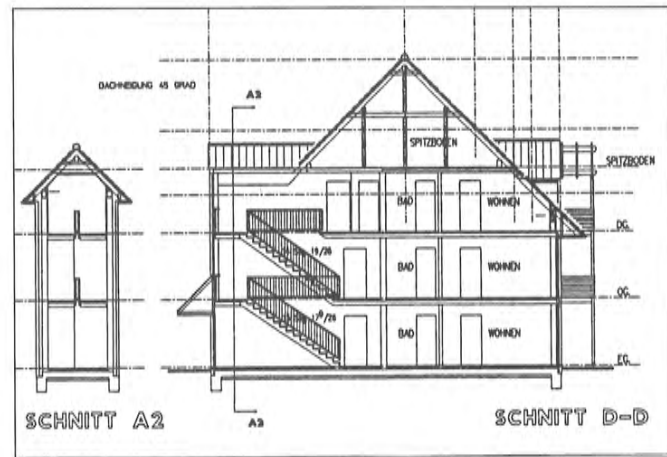 DACHNEIGUNG 45 GRAD
A2
SPITZBODEN
SPITZBODEN
BAD
WOHNEN
DG.
BAD
WOHNEN
OG.
BAD
WOHNEN
EG.
SCHNITT A2
A2
SCHNITT D-D